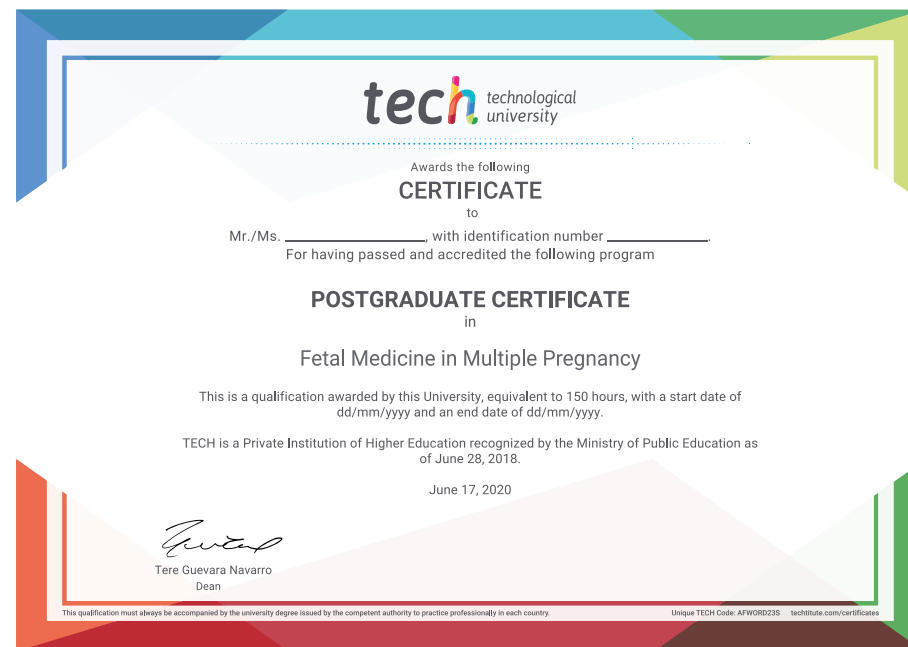 tech technological
university
Awards the following
CERTIFICATE
to
Mr./Ms. ____________________, with identification number ______________.
For having passed and accredited the following program
POSTGRADUATE CERTIFICATE
in
Fetal Medicine in Multiple Pregnancy
This is a qualification awarded by this University, equivalent to 150 hours, with a start date of
dd/mm/yyyy and an end date of dd/mm/yyyy.
TECH is a Private Institution of Higher Education recognized by the Ministry of Public Education as
of June 28, 2018.
June 17, 2020
Tere Guevara Navarro
Dean
This qualification must always be accompanied by the university degree issued by the competent authority to practice professionally in each country.
Unique TECH Code: AFWORD23S techtitute.com/certificates